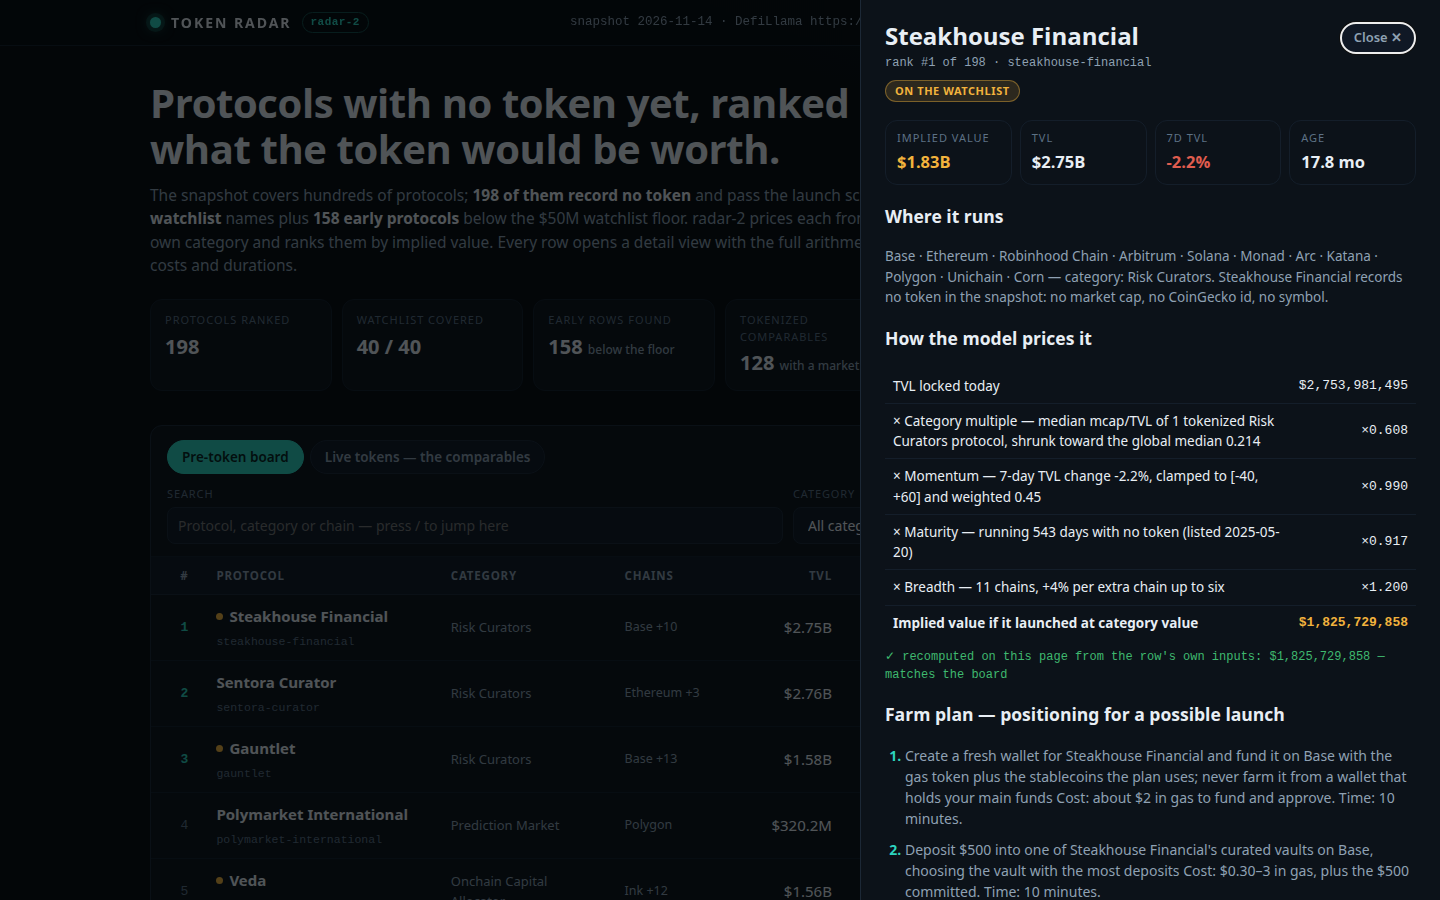 TOKEN RADAR radar-2
snapshot 2026-11-14 · DefiLlama https:/
Protocols with no token yet, ranked
what the token would be worth.
The snapshot covers hundreds of protocols; 198 of them record no token and pass the launch sc
watchlist names plus 158 early protocols below the $50M watchlist floor. radar-2 prices each from
own category and ranks them by implied value. Every row opens a detail view with the full arithme
costs and durations.
PROTOCOLS RANKED
198
WATCHLIST COVERED
40 / 40
EARLY ROWS FOUND
158 below the floor
TOKENIZED
COMPARABLES
128 with a market
Pre-token board
Live tokens — the comparables
SEARCH
Protocol, category or chain — press / to jump here
CATEGORY
All categ
# PROTOCOL CATEGORY CHAINS TVL
1 Steakhouse Financial Risk Curators Base +10 $2.75B
steakhouse-financial
2 Sentora Curator Risk Curators Ethereum +3 $2.76B
sentora-curator
3 Gauntlet Risk Curators Base +13 $1.58B
gauntlet
4 Polymarket International Prediction Market Polygon $320.2M
polymarket-international
5 Veda Onchain Capital Ink +12 $1.56B
Steakhouse Financial
Close ✕
rank #1 of 198 · steakhouse-financial
ON THE WATCHLIST
IMPLIED VALUE
$1.83B
TVL
$2.75B
7D TVL
-2.2%
AGE
17.8 mo
Where it runs
Base · Ethereum · Robinhood Chain · Arbitrum · Solana · Monad · Arc · Katana ·
Polygon · Unichain · Corn — category: Risk Curators. Steakhouse Financial records
no token in the snapshot: no market cap, no CoinGecko id, no symbol.
How the model prices it
TVL locked today $2,753,981,495
× Category multiple — median mcap/TVL of 1 tokenized Risk
Curators protocol, shrunk toward the global median 0.214 ×0.608
× Momentum — 7-day TVL change -2.2%, clamped to [-40,
+60] and weighted 0.45 ×0.990
× Maturity — running 543 days with no token (listed 2025-05-
20) ×0.917
× Breadth — 11 chains, +4% per extra chain up to six ×1.200
Implied value if it launched at category value $1,825,729,858
✓ recomputed on this page from the row's own inputs: $1,825,729,858 —
matches the board
Farm plan — positioning for a possible launch
1. Create a fresh wallet for Steakhouse Financial and fund it on Base with the
gas token plus the stablecoins the plan uses; never farm it from a wallet that
holds your main funds Cost: about $2 in gas to fund and approve. Time: 10
minutes.
2. Deposit $500 into one of Steakhouse Financial's curated vaults on Base,
choosing the vault with the most deposits Cost: $0.30–3 in gas, plus the $500
committed. Time: 10 minutes.